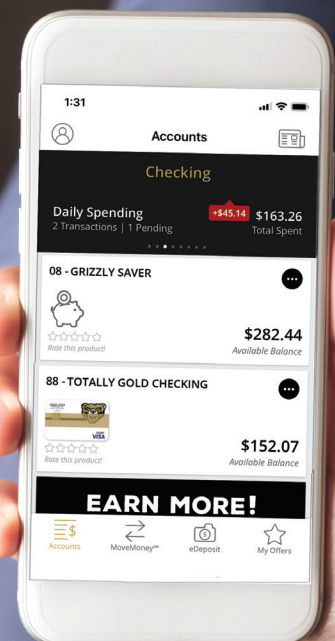 1:31
Accounts
Checking
Daily Spending +$45.14 $163.26
2 Transactions | 1 Pending Total Spent
08 - GRIZZLY SAVER
$282.44
Rate this product! Available Balance
88 - TOTALLY GOLD CHECKING
VISA
$152.07
Rate this product! Available Balance
EARN MORE!
Accounts MoveMoney℠ eDeposit My Offers